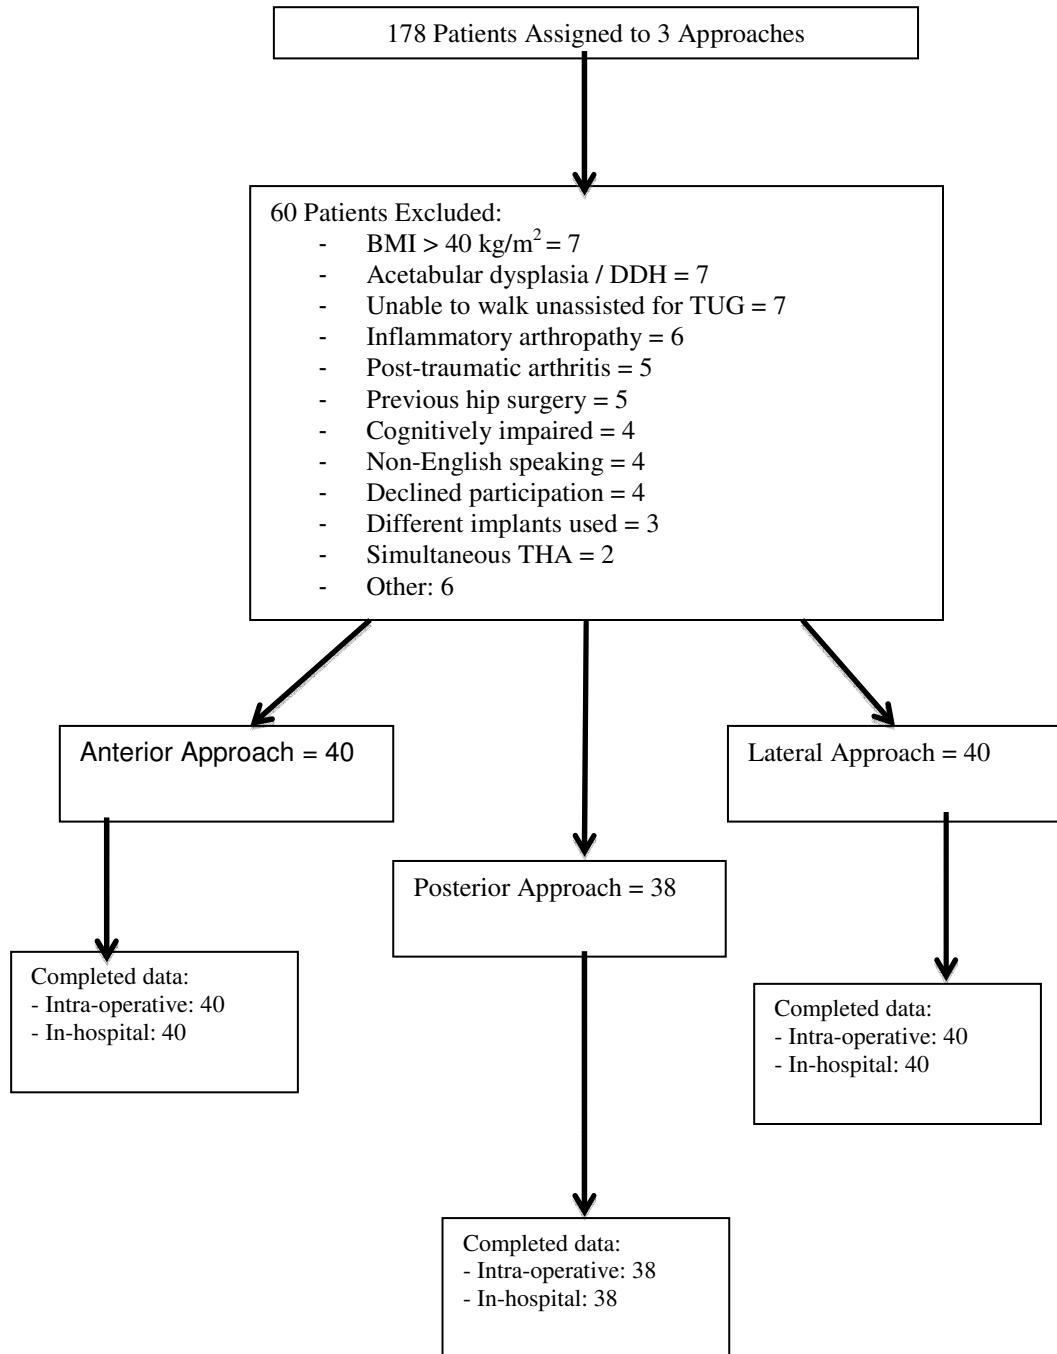 178 Patients Assigned to 3 Approaches
60 Patients Excluded:
- BMI > 40 kg/m² = 7
- Acetabular dysplasia / DDH = 7
- Unable to walk unassisted for TUG = 7
- Inflammatory arthropathy = 6
- Post-traumatic arthritis = 5
- Previous hip surgery = 5
- Cognitively impaired = 4
- Non-English speaking = 4
- Declined participation = 4
- Different implants used = 3
- Simultaneous THA = 2
- Other: 6
Anterior Approach = 40
Lateral Approach = 40
Posterior Approach = 38
Completed data:
- Intra-operative: 40
- In-hospital: 40
Completed data:
- Intra-operative: 40
- In-hospital: 40
Completed data:
- Intra-operative: 38
- In-hospital: 38